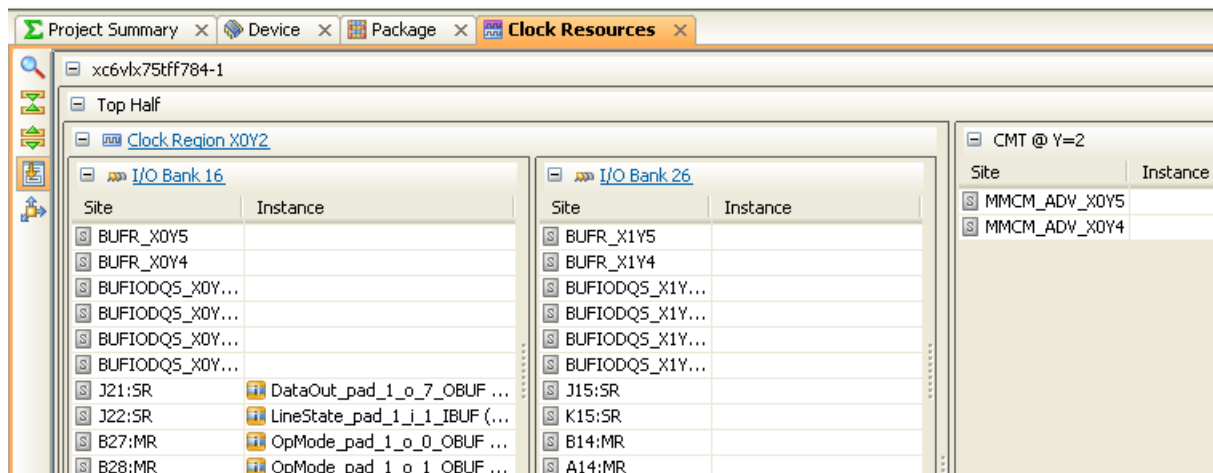 Project Summary Device Package Clock Resources
xc6vlx75tff784-1
Top Half
Clock Region X0Y2
CMT @ Y=2
I/O Bank 16
I/O Bank 26
Site Instance
Site Instance
Site Instance
BUFR_X0Y5
BUFR_X1Y5
MMCM_ADV_X0Y5
BUFR_X0Y4
BUFR_X1Y4
MMCM_ADV_X0Y4
BUFIODQS_X0Y...
BUFIODQS_X1Y...
BUFIODQS_X0Y...
BUFIODQS_X1Y...
BUFIODQS_X0Y...
BUFIODQS_X1Y...
BUFIODQS_X0Y...
BUFIODQS_X1Y...
J21:SR DataOut_pad_1_o_7_OBUF ...
J15:SR
J22:SR LineState_pad_1_i_1_IBUF (...
K15:SR
B27:MR OpMode_pad_1_o_0_OBUF ...
B14:MR
B28:MR OpMode_pad_1_o_1_OBUF ...
A14:MR